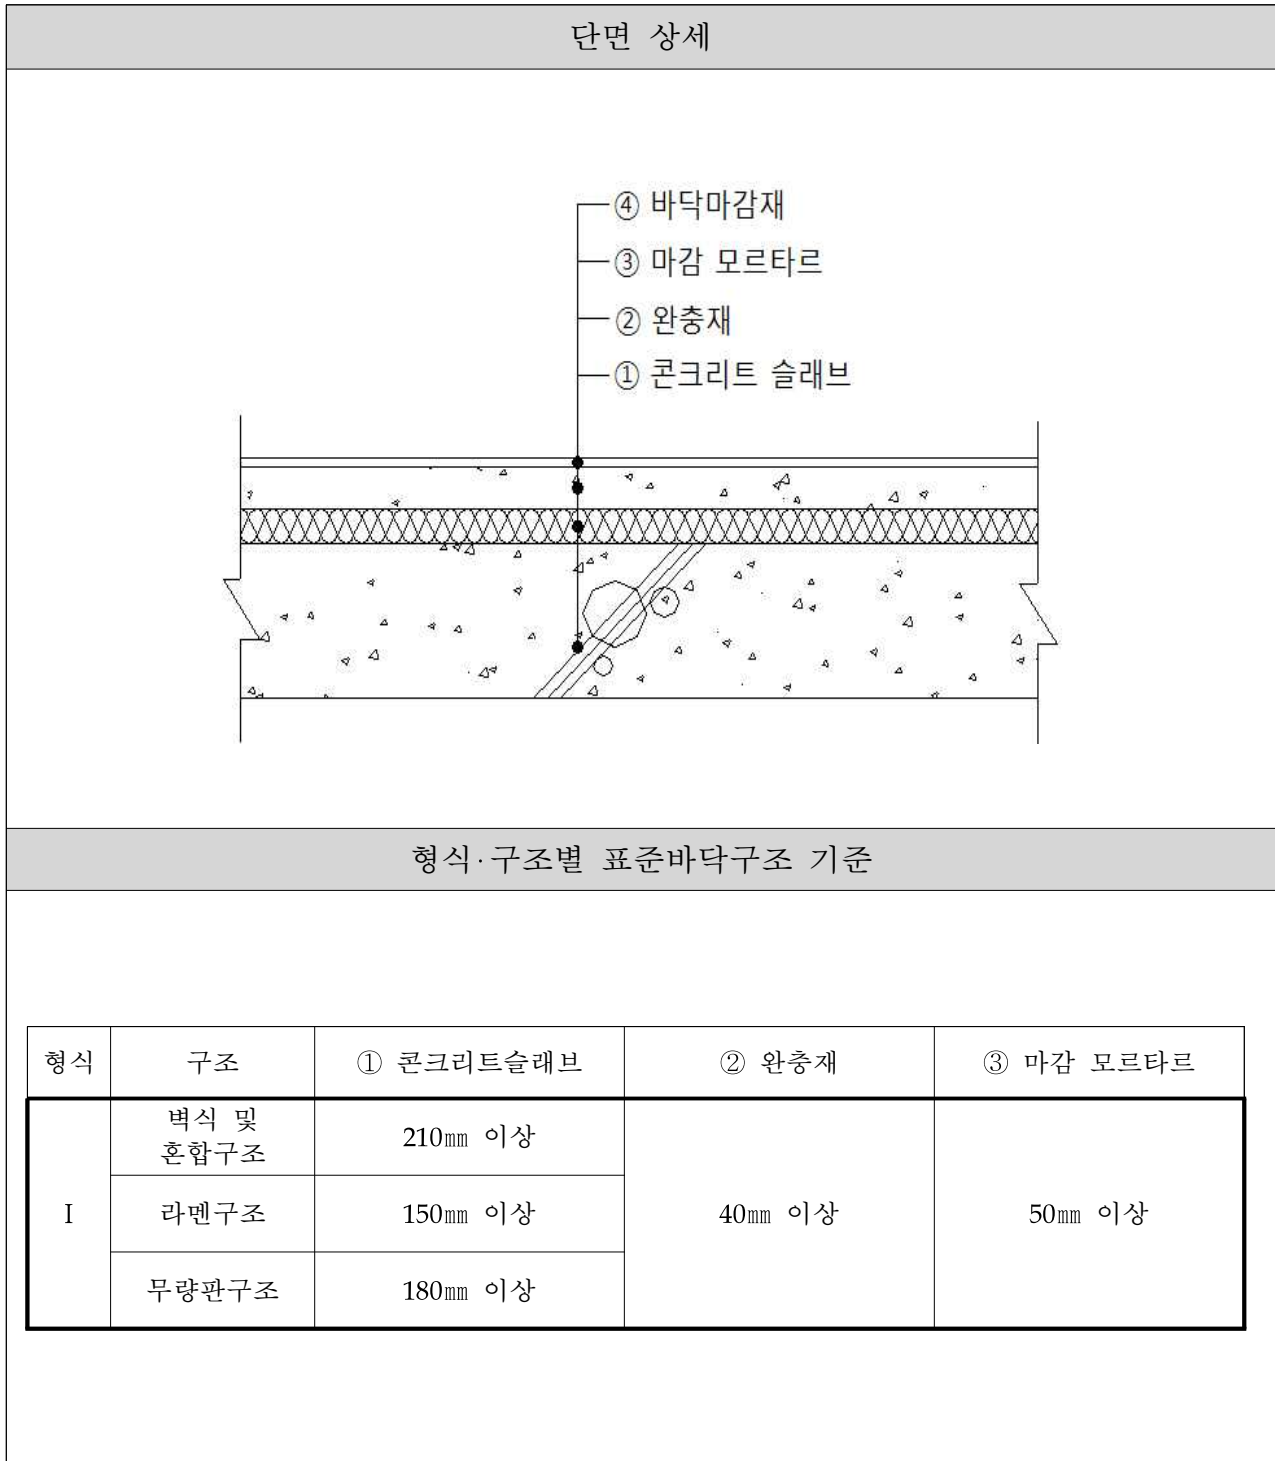 단면 상세
④ 바닥마감재
③ 마감 모르타르
② 완충재
① 콘크리트 슬래브
형식·구조별 표준바닥구조 기준
형식 구조 ① 콘크리트슬래브 ② 완충재 ③ 마감 모르타르
벽식 및
혼합구조
210㎜ 이상
I 라멘구조 150㎜ 이상 40㎜ 이상 50㎜ 이상
무량판구조 180㎜ 이상